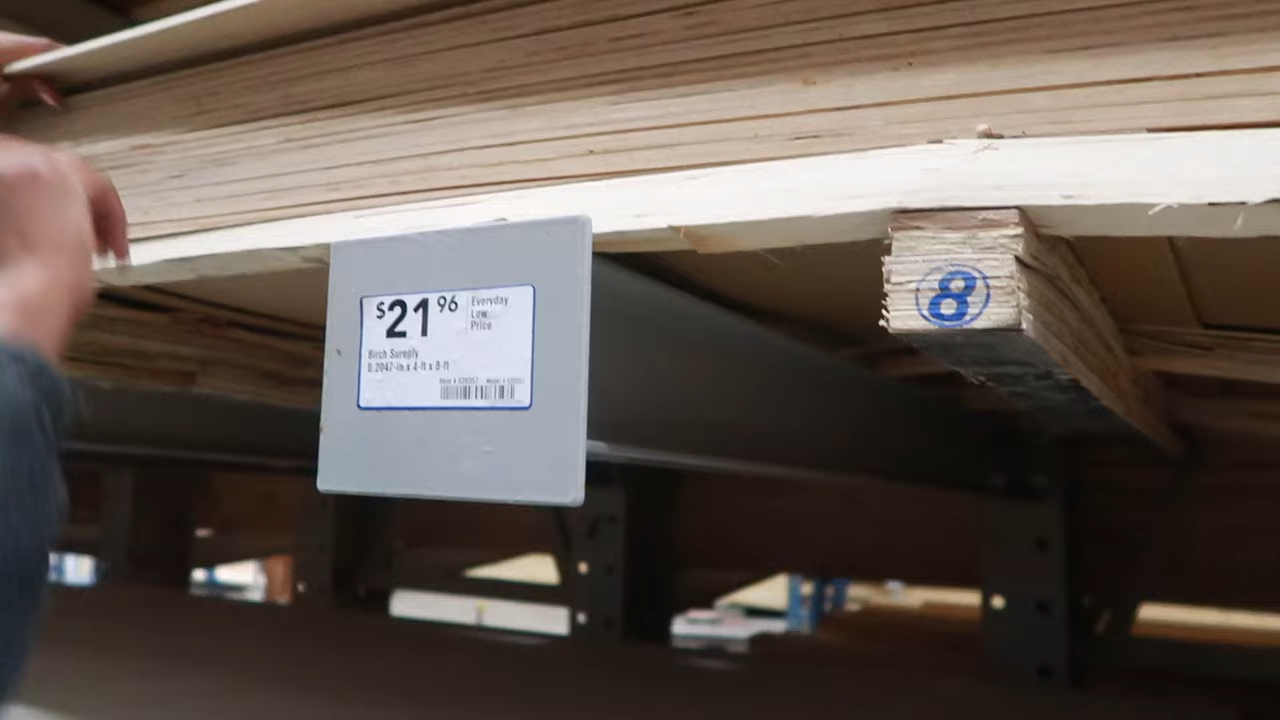 $21 96
Everyday
Low
Price
Birch Sureply
0.2047-in x 4-ft x 8-ft
8